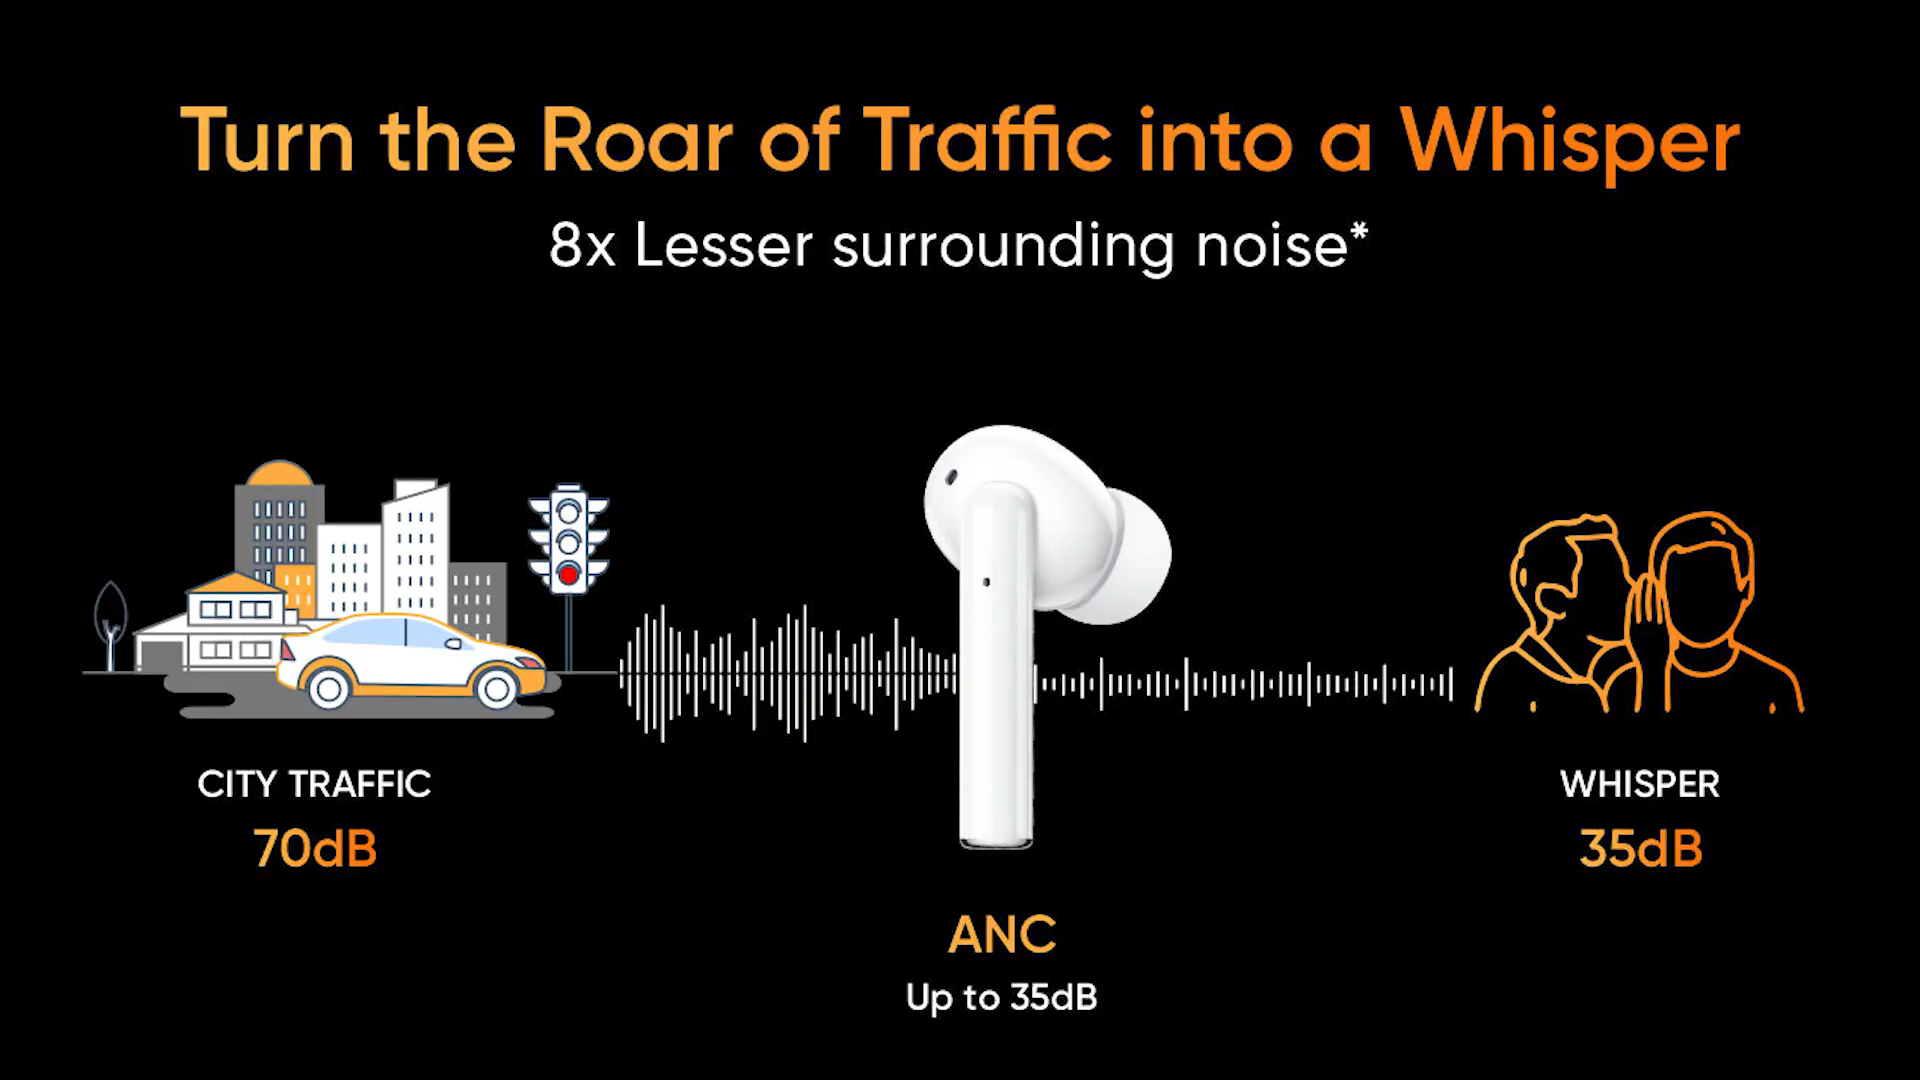 Turn the Roar of Traffic into a Whisper
8x Lesser surrounding noise*
CITY TRAFFIC
70dB
WHISPER
35dB
ANC
Up to 35dB